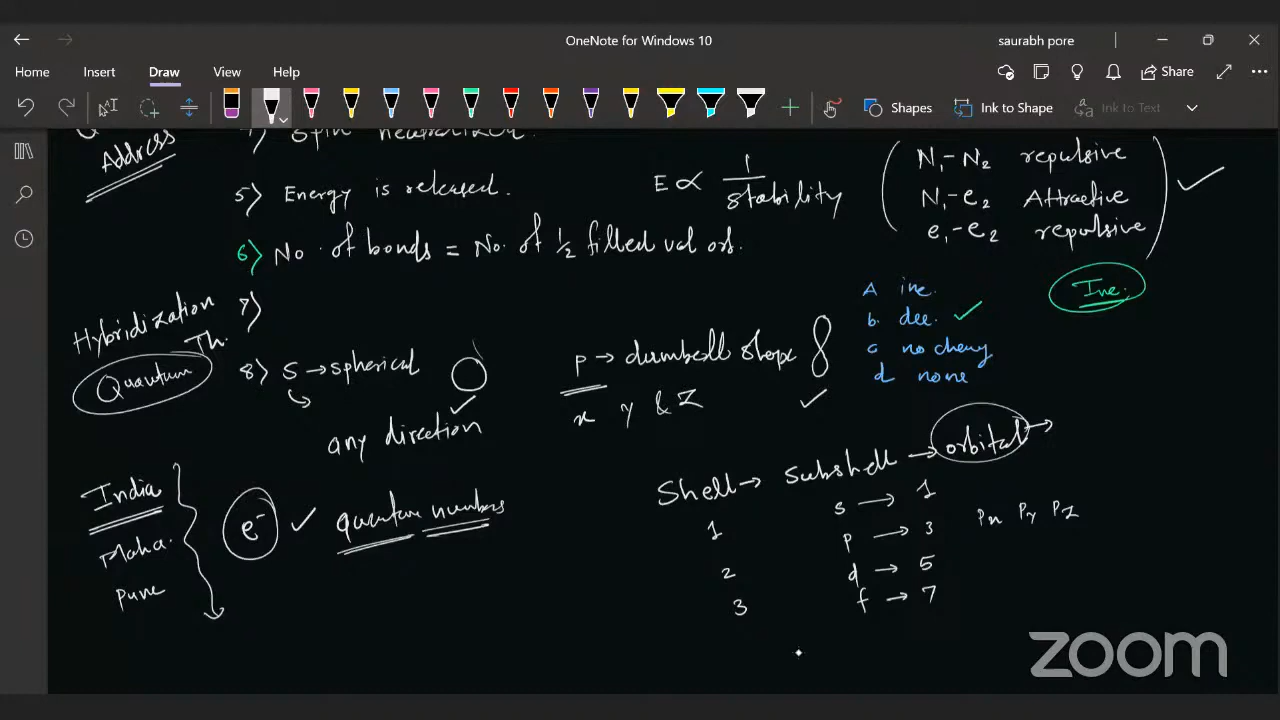 OneNote for Windows 10
saurabh pore
Home Insert Draw View Help
Share
Shapes Ink to Shape Ink to Text
Address
5) Energy is released.
E ∝ 1/stability
N1-N2 repulsive
N1-e2 Attractive
e1-e2 repulsive
6) No. of bonds = No. of 1/2 filled val orb.
Ine.
A ine.
b. dec.
c no cheng
d none
Hybridization Th.
7)
Quantum
8) S → spherical
any direction
p → dumbell shope
x y & Z
Shell → Subshell → orbital →
1 s → 1
p → 3 Px Py Pz
2 d → 5
3 f → 7
India
Maha.
Pune
e- quantum numbers
zoom